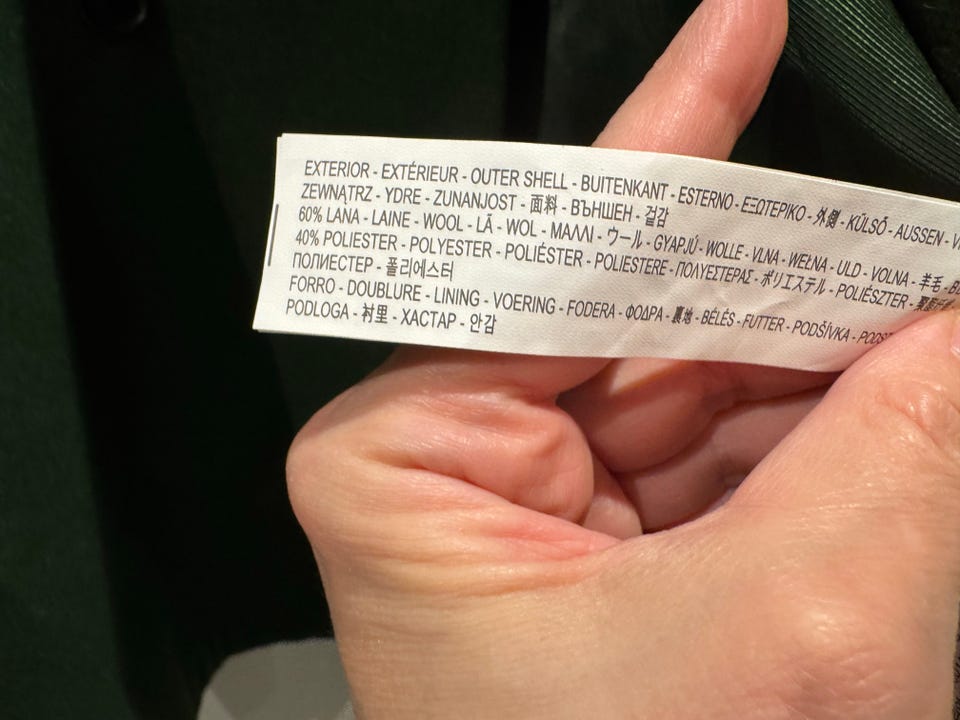 EXTERIOR - EXTÉRIEUR - OUTER SHELL - BUITENKANT - ESTERNO - ΕΞΩΤΕΡΙΚΟ - 外側 - KÜLSŐ - AUSSEN -
ZEWNĄTRZ - YDRE - ZUNANJOST - 面料 - ВЪНШЕН - 겉감
60% LANA - LAINE - WOOL - LÃ - WOL - ΜΑΛΛΙ - ウール - GYAPJÚ - WOLLE - VLNA - WEŁNA - ULD - VOLNA - 羊毛 -
40% POLIESTER - POLYESTER - POLIÉSTER - POLIESTERE - ΠΟΛΥΕΣΤΕΡΑΣ - ポリエステル - POLIÉSZTER -
ПОЛИЕСТЕР - 폴리에스터
FORRO - DOUBLURE - LINING - VOERING - FODERA - ΦΟΔΡΑ - 裏地 - BÉLÉS - FUTTER - PODŠÍVKA -
PODLOGA - 衬里 - ХАСТАР - 안감